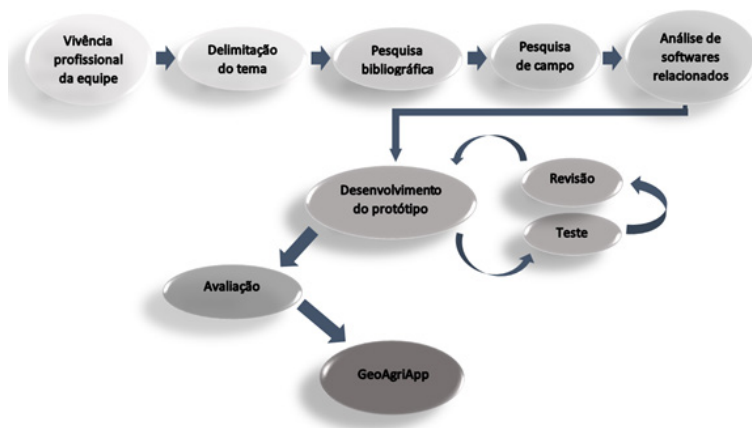 Vivência
profissional
da equipe
Delimitação
do tema
Pesquisa
bibliográfica
Pesquisa
de campo
Análise de
softwares
relacionados
Desenvolvimento
do protótipo
Revisão
Teste
Avaliação
GeoAgriApp